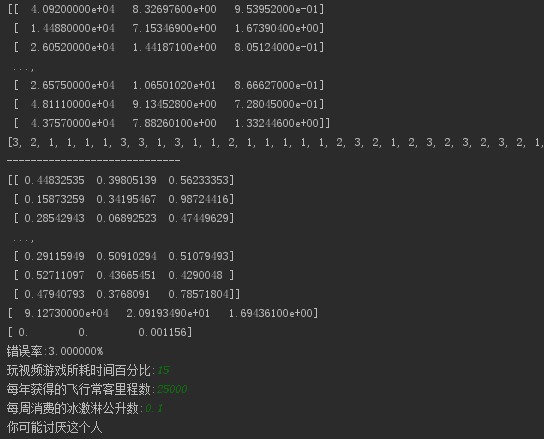 [[  4.09200000e+04   8.32697600e+00   9.53952000e-01]
 [  1.44880000e+04   7.15346900e+00   1.67390400e+00]
 [  2.60520000e+04   1.44187100e+00   8.05124000e-01]
 ...,
 [  2.65750000e+04   1.06501020e+01   8.66627000e-01]
 [  4.81110000e+04   9.13452800e+00   7.28045000e-01]
 [  4.37570000e+04   7.88260100e+00   1.33244600e+00]]
[3, 2, 1, 1, 1, 1, 3, 3, 1, 3, 1, 1, 2, 1, 1, 1, 1, 1, 2, 3, 2, 1, 2, 3, 2, 3, 2, 3, 2, 1,
-----------------------------
[[ 0.44832535  0.39805139  0.56233353]
 [ 0.15873259  0.34195467  0.98724416]
 [ 0.28542943  0.06892523  0.47449629]
 ...,
 [ 0.29115949  0.50910294  0.51079493]
 [ 0.52711097  0.43665451  0.4290048 ]
 [ 0.47940793  0.3768091   0.78571804]]
[  9.12730000e+04   2.09193490e+01   1.69436100e+00]
[ 0.        0.        0.001156]
错误率:3.000000%
玩视频游戏所耗时间百分比:15
每年获得的飞行常客里程数:25000
每周消费的冰激淋公升数:0.1
你可能讨厌这个人